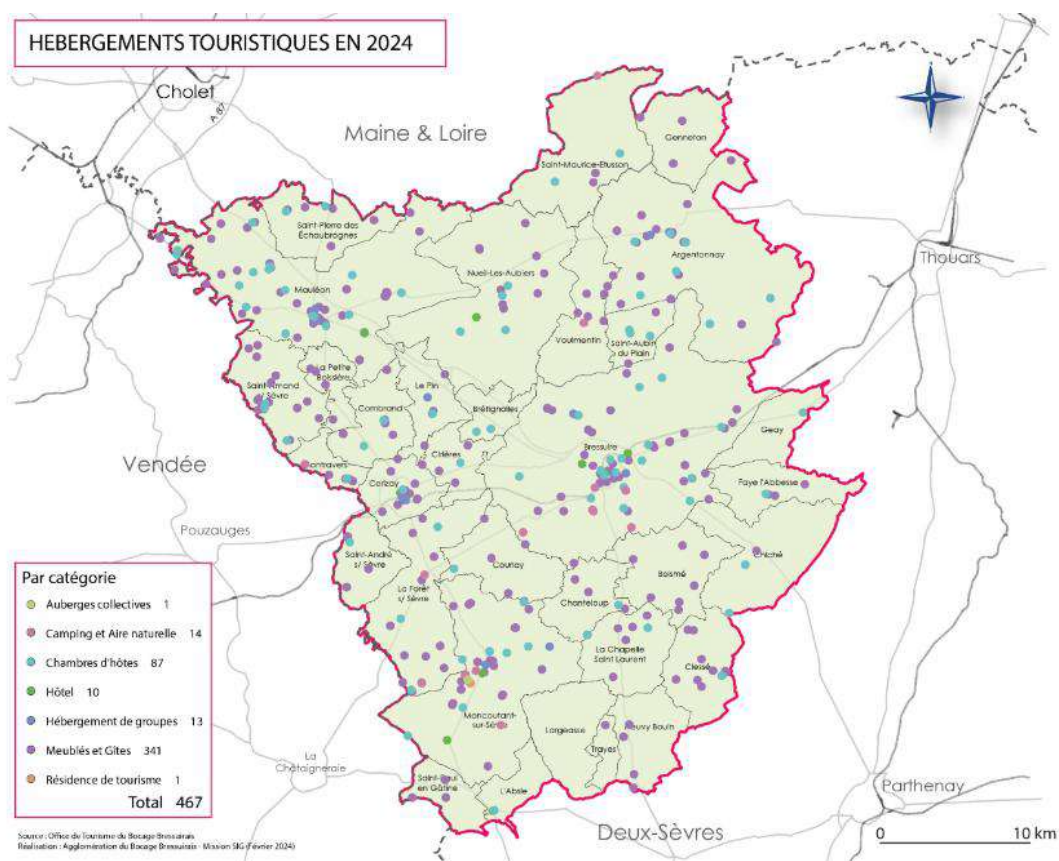 HEBERGEMENTS TOURISTIQUES EN 2024
Cholet
A 87
Maine & Loire
Genneton
Saint-Maurice-Etusson
Saint-Pierre des
Échaubrognes
Argentonnay
Thouars
Nueil-Les-Aubiers
Mauléon
Voulmentin
Saint-Aubin
du Plain
La Petite
Boissière
Le Pin
Saint-Amand
s/ Sèvre
Combrand
Brétignolles
Geay
Bressuire
Cirières
Vendée
Montravers
Cerizay
Faye l'Abbesse
Pouzauges
Saint-André
s/ Sèvre
Chiché
Courlay
Boismé
La Forêt
s/ Sèvre
Chanteloup
La Chapelle
Saint Laurent
Clessé
Moncoutant-
sur-Sèvre
Largeasse
Trayes
Neuvy Bouin
La
Châtaigneraie
Saint-Paul
en Gâtine
L'Absie
Parthenay
Deux-Sèvres
0 10 km
Par catégorie
Auberges collectives 1
Camping et Aire naturelle 14
Chambres d'hôtes 87
Hôtel 10
Hébergement de groupes 13
Meublés et Gîtes 341
Résidence de tourisme 1
Total 467
Source : Office de Tourisme du Bocage Bressuirais
Réalisation : Agglomération du Bocage Bressuirais - Mission SIG (Février 2024)